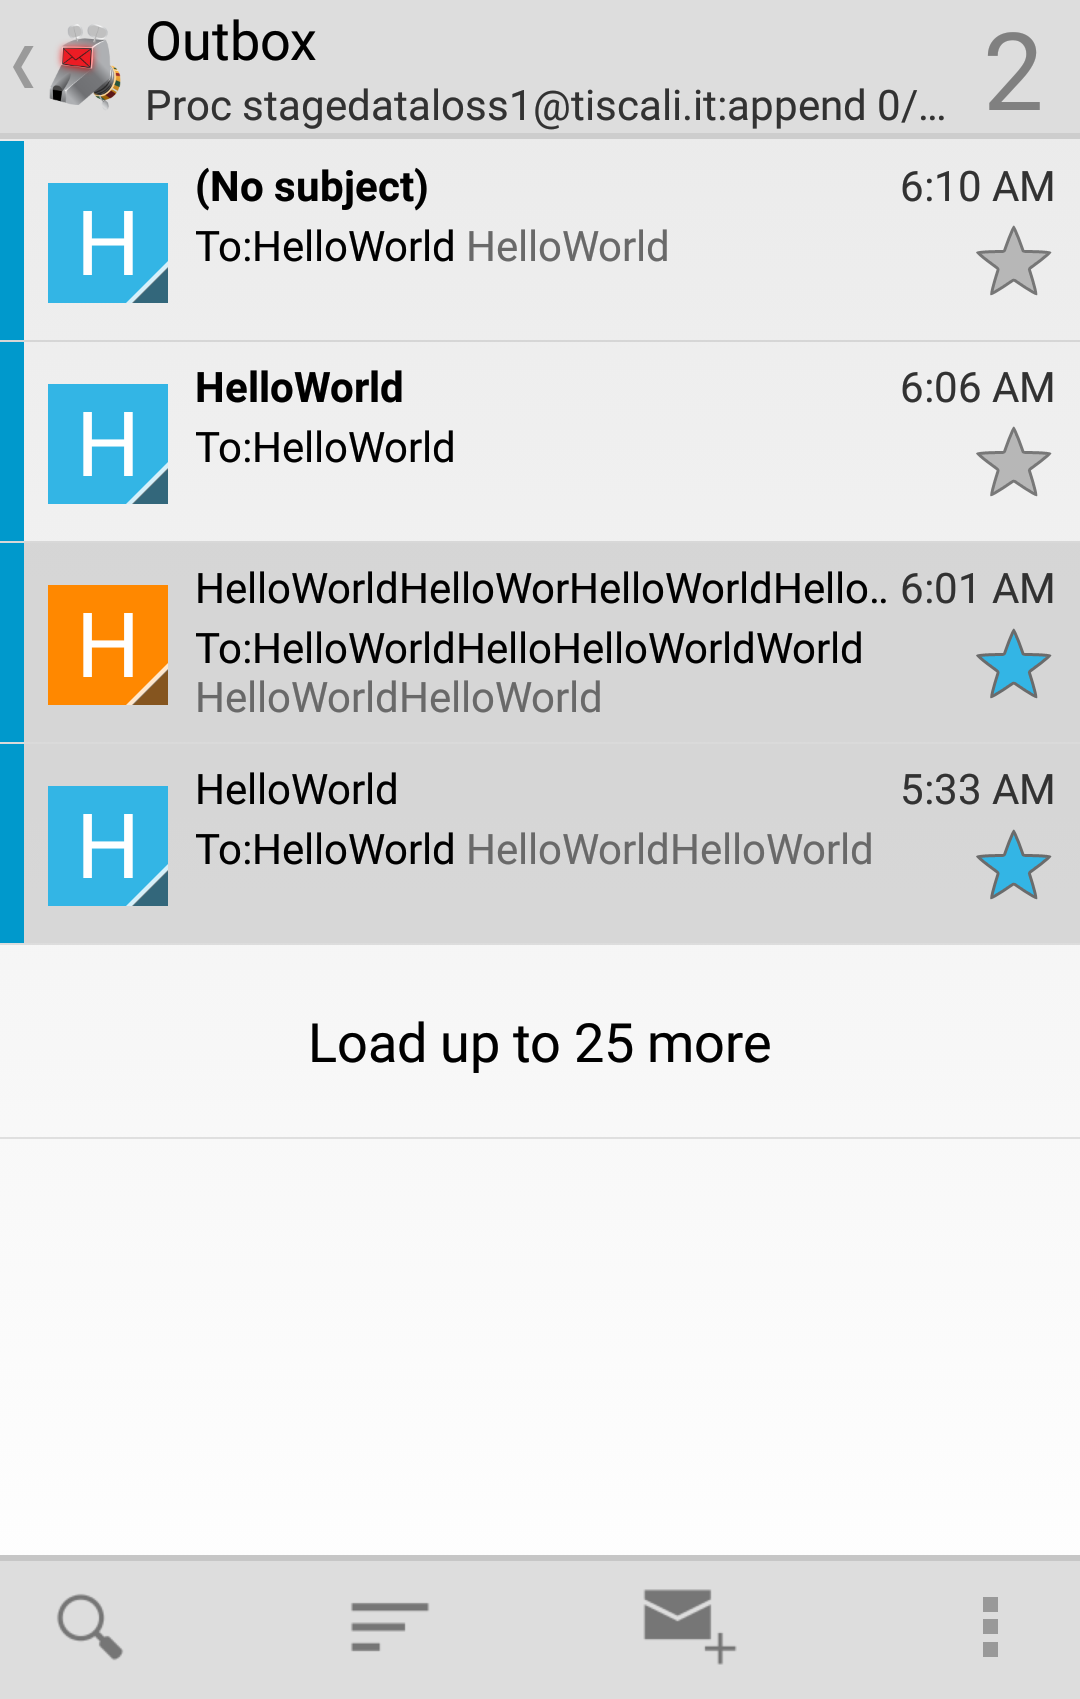 Outbox
Proc stagedataloss1@tiscali.it:append 0/...
2
(No subject)
6:10 AM
To:HelloWorld HelloWorld
H
HelloWorld
6:06 AM
To:HelloWorld
H
HelloWorldHelloWorHelloWorldHello..
6:01 AM
To:HelloWorldHelloHelloWorldWorld
HelloWorldHelloWorld
H
HelloWorld
5:33 AM
To:HelloWorld HelloWorldHelloWorld
H
Load up to 25 more